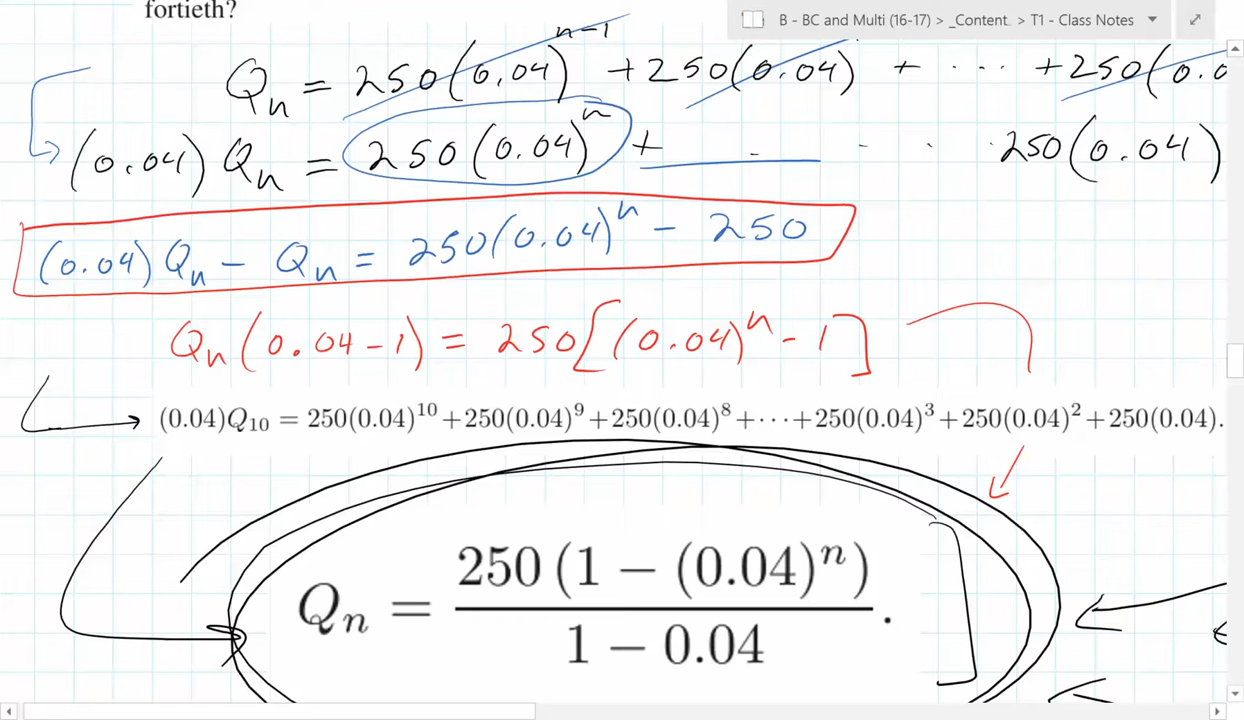 fortieth?
B - BC and Multi (16-17) > _Content > T1 - Class Notes
Qn = 250(0.04)^n-1 + 250(0.04) + · · · · + 250(0.0
(0.04) Qn = 250(0.04)^n + · · · 250(0.04)
(0.04) Qn - Qn = 250(0.04)^n - 250
Qn(0.04-1) = 250[(0.04)^n - 1]
(0.04)Q₁₀ = 250(0.04)¹⁰+250(0.04)⁹+250(0.04)⁸+···+250(0.04)³+250(0.04)²+250(0.04).
Qn = 250 (1 − (0.04)^n) / 1 − 0.04 .